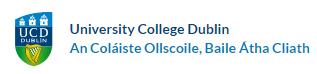 UCD
DUBLIN
University College Dublin
An Coláiste Ollscoile, Baile Átha Cliath